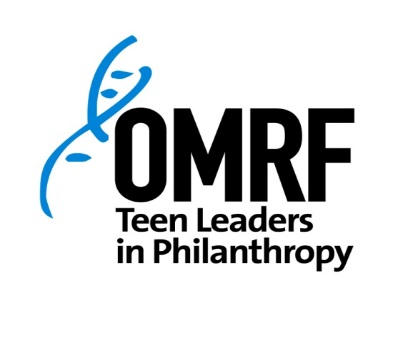 OMRF
Teen Leaders
in Philanthropy